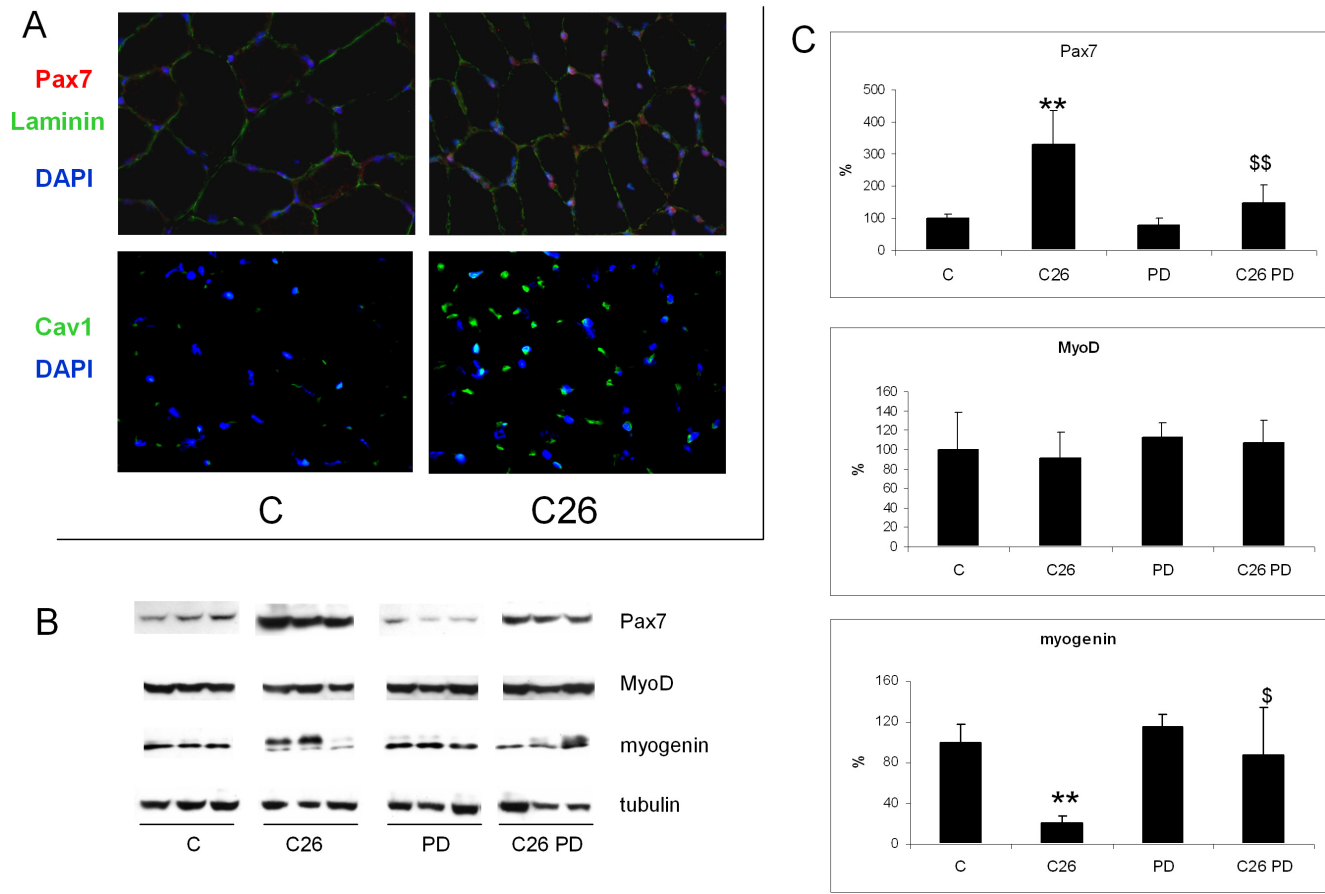 A
Pax7
Laminin
DAPI
Cav1
DAPI
C C26
B
Pax7
MyoD
myogenin
tubulin
C C26 PD C26 PD
C
Pax7
500
400
300
200
100
0
%
**
$$
C C26 PD C26 PD
MyoD
160
140
120
100
80
60
40
20
0
%
C C26 PD C26 PD
myogenin
160
120
80
40
0
%
**
$
C C26 PD C26 PD